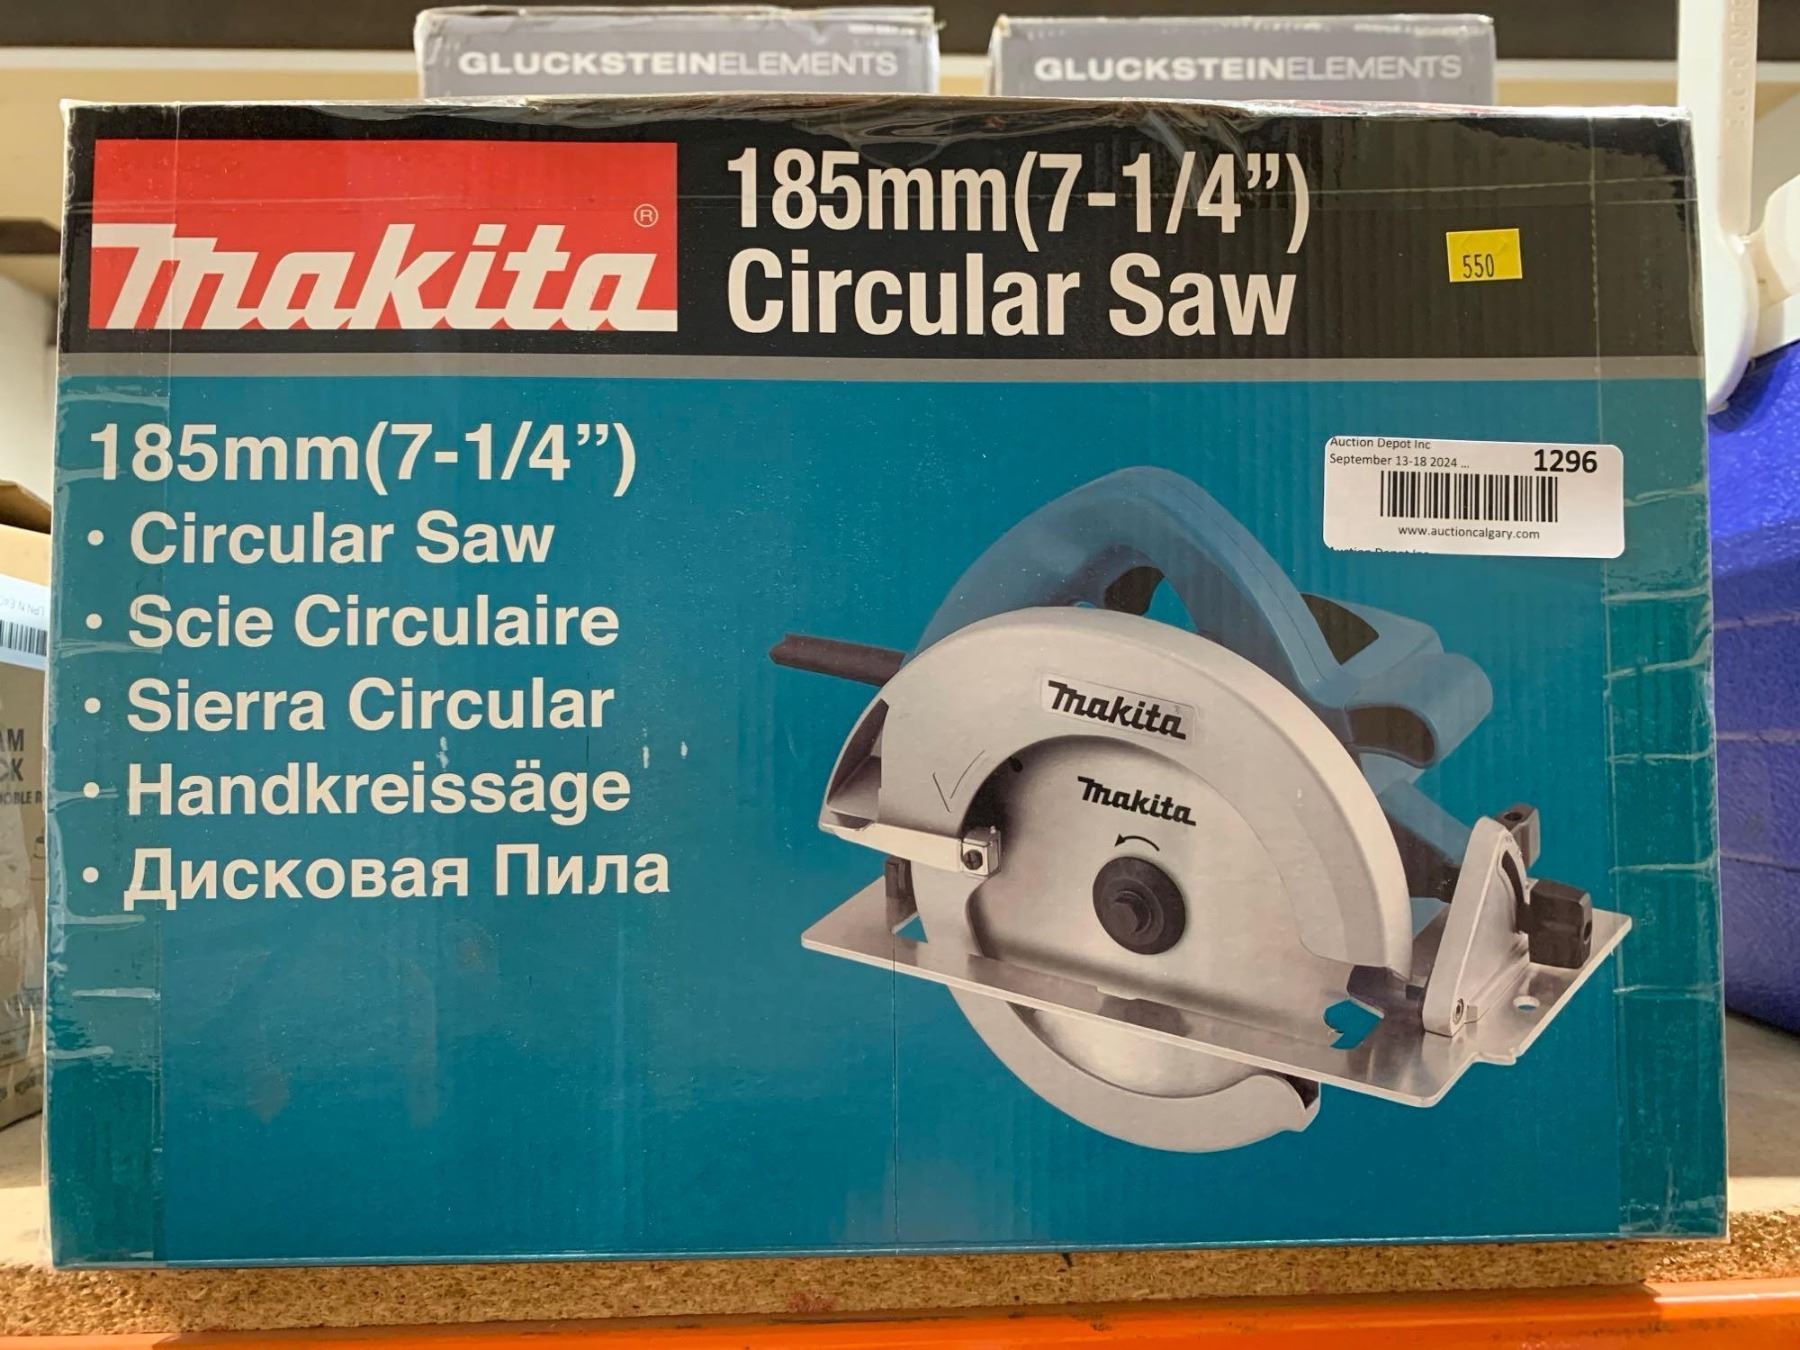 GLUCKSTEINELEMENTS
GLUCKSTEINELEMENTS
Makita®
185mm(7-1/4”)
Circular Saw
550
185mm(7-1/4”)
• Circular Saw
• Scie Circulaire
• Sierra Circular
• Handkreissäge
• Дисковая Пила
Auction Depot Inc
September 13-18 2024 ...
1296
www.auctioncalgary.com
Makita
Makita